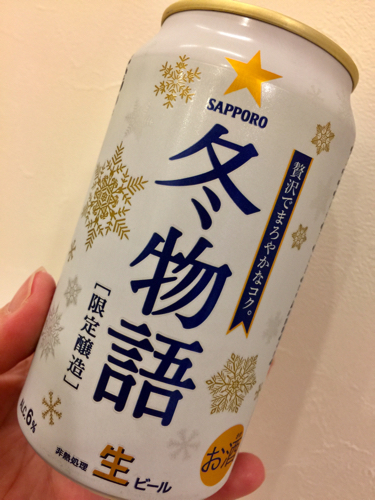 SAPPORO
冬物語
贅沢でまろやかなコク。
[限定醸造]
ALC.6%
非熱処理
生ビール
お酒